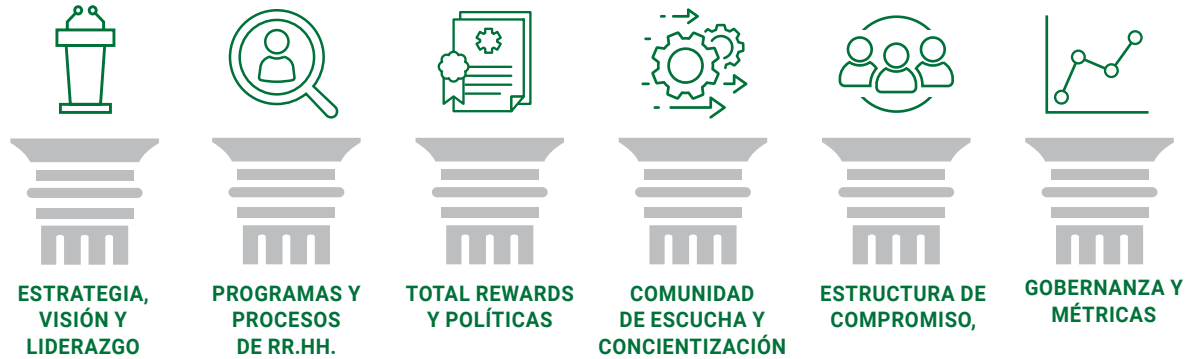 ESTRATEGIA,
VISIÓN Y
LIDERAZGO
PROGRAMAS Y
PROCESOS
DE RR.HH.
TOTAL REWARDS
Y POLÍTICAS
COMUNIDAD
DE ESCUCHA Y
CONCIENTIZACIÓN
ESTRUCTURA DE
COMPROMISO,
GOBERNANZA Y
MÉTRICAS